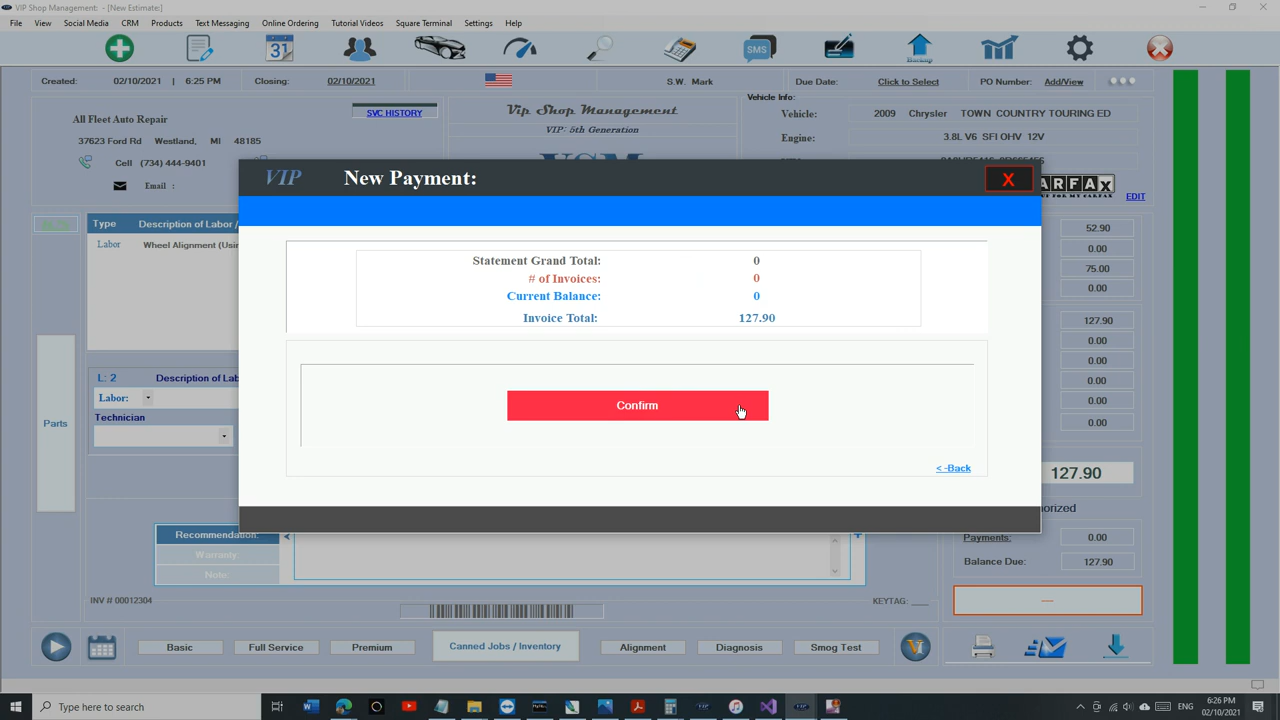 VIP Shop Management: - [New Estimate:]
File View Social Media CRM Products Text Messaging Online Ordering Tutorial Videos Square Terminal Settings Help
31 SMS Backup
Created: 02/10/2021 | 6:25 PM Closing: 02/10/2021 S.W. Mark Due Date: Click to Select PO Number: Add/View
Vehicle Info:
SVC HISTORY
Vip Shop Management
VIP: 5th Generation
All Fleet Auto Repair
37623 Ford Rd Westland, MI 48185
Cell (734) 444-9401
Email :
Vehicle: 2009 Chrysler TOWN COUNTRY TOURING ED
Engine: 3.8L V6 SFI OHV 12V
EDIT
VIP New Payment: X
Statement Grand Total: 0
# of Invoices: 0
Current Balance: 0
Invoice Total: 127.90
Confirm
<-Back
Type Description of Labor /
Labor Wheel Alignment (Usin
L: 2 Description of Lab
Labor:
Technician
Parts
52.90
0.00
75.00
0.00
127.90
0.00
0.00
0.00
0.00
0.00
127.90
orized
Payments: 0.00
Balance Due: 127.90
Recommendation: <
Warranty:
Note:
+
INV # 00012304
KEYTAG: ____
---
Basic Full Service Premium Canned Jobs / Inventory Alignment Diagnosis Smog Test
Type here to search
ENG
6:26 PM
02/10/2021